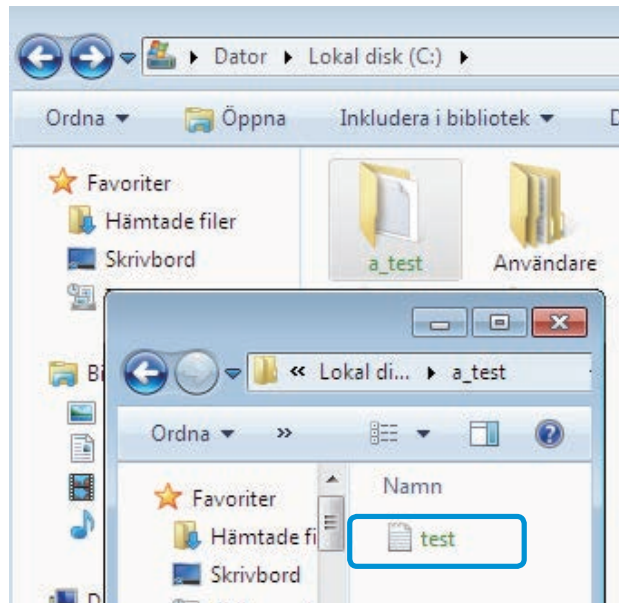 Dator Lokal disk (C:)
Ordna Öppna Inkludera i bibliotek
Favoriter
Hämtade filer
Skrivbord
a_test Användare
Bi
« Lokal di... a_test
Ordna »
Favoriter
Namn
Hämtade fi
test
Skrivbord